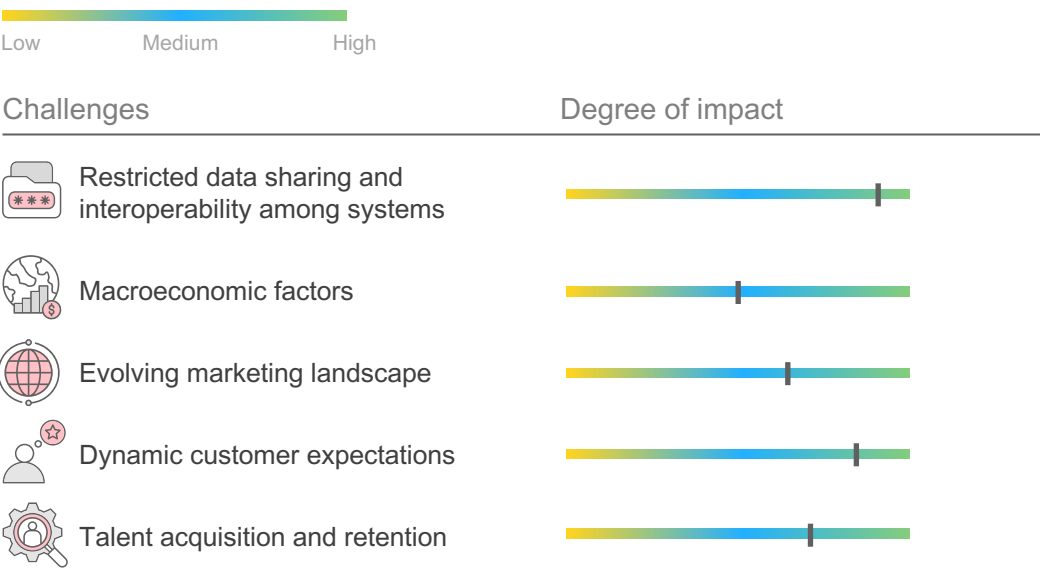 Low Medium High
Challenges Degree of impact
Restricted data sharing and
interoperability among systems
***
Macroeconomic factors
$
Evolving marketing landscape
Dynamic customer expectations
Talent acquisition and retention